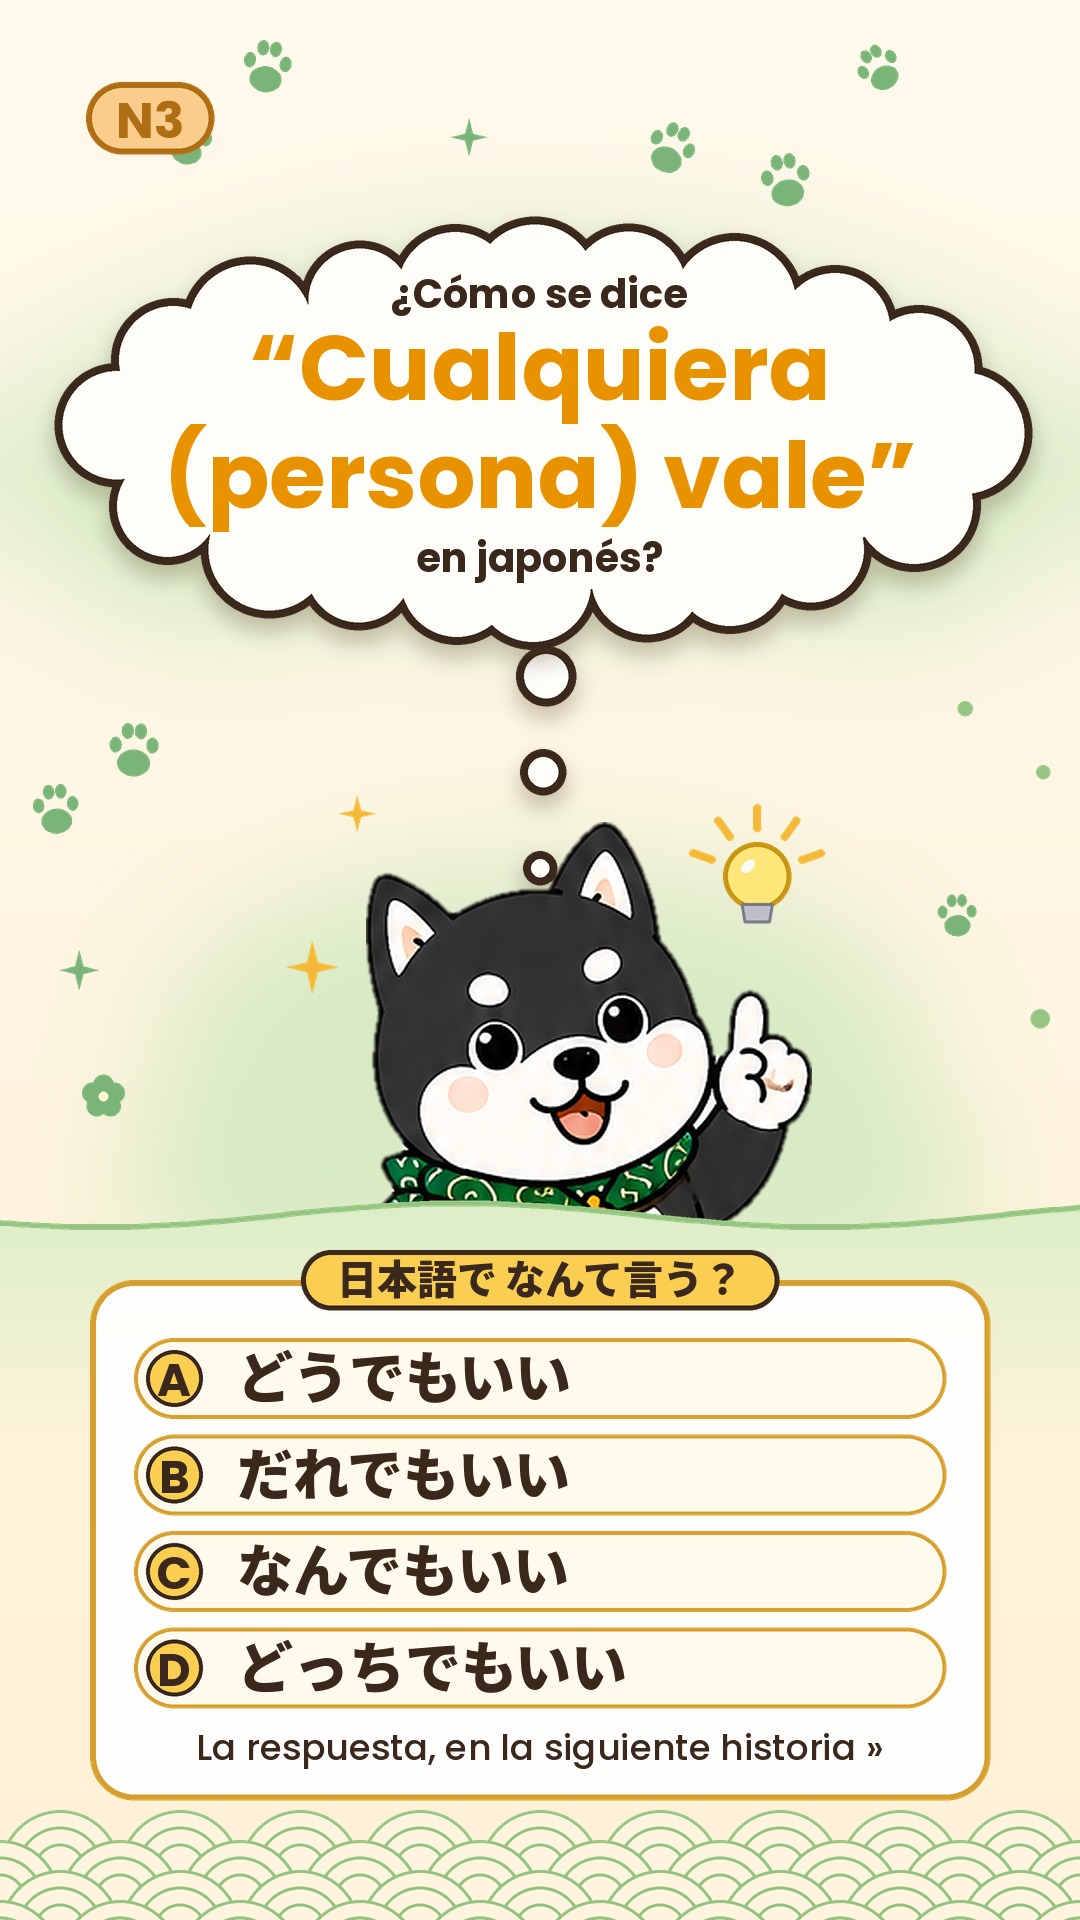 N3
¿Cómo se dice
“Cualquiera
(persona) vale”
en japonés?
日本語で なんて言う？
A どうでもいい
B だれでもいい
C なんでもいい
D どっちでもいい
La respuesta, en la siguiente historia »